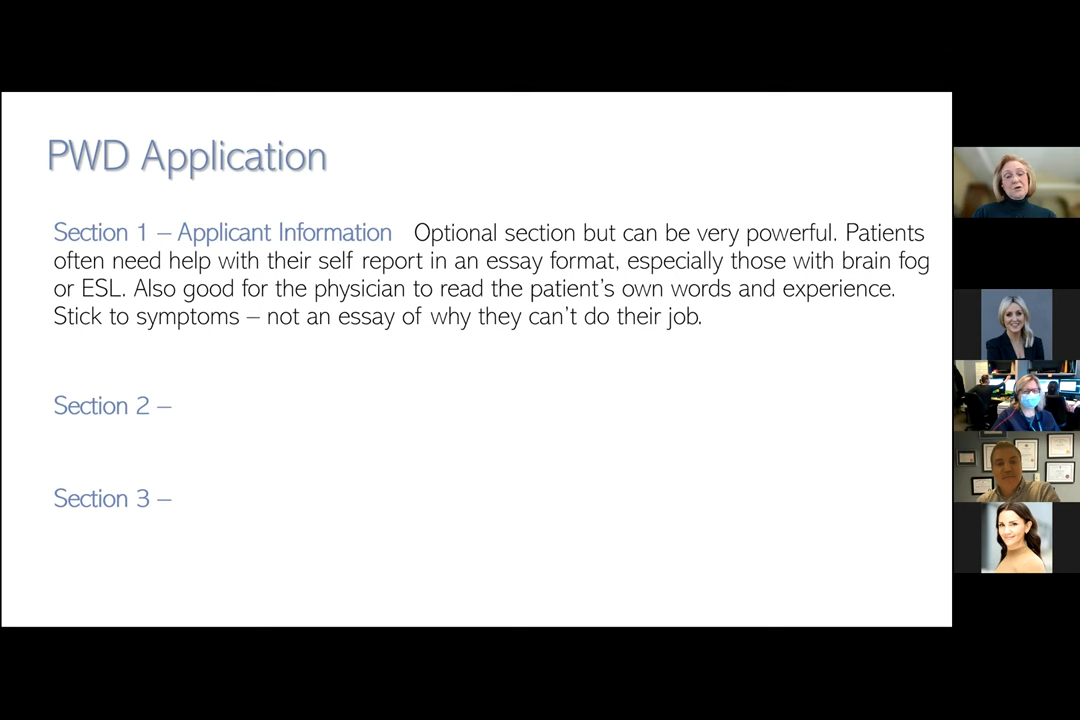 PWD Application
Section 1 – Applicant Information Optional section but can be very powerful. Patients
often need help with their self report in an essay format, especially those with brain fog
or ESL. Also good for the physician to read the patient’s own words and experience.
Stick to symptoms – not an essay of why they can’t do their job.
Section 2 –
Section 3 –